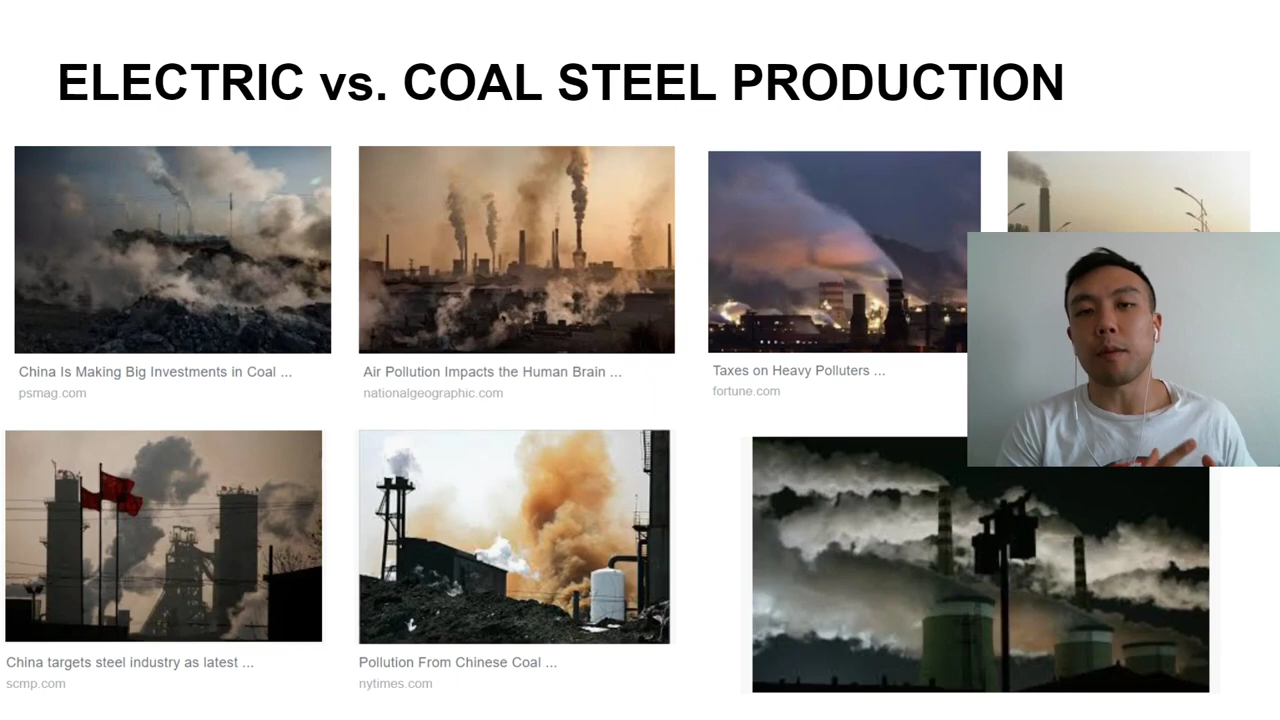 ELECTRIC vs. COAL STEEL PRODUCTION
China Is Making Big Investments in Coal ...
psmag.com
Air Pollution Impacts the Human Brain ...
nationalgeographic.com
Taxes on Heavy Polluters ...
fortune.com
China targets steel industry as latest ...
scmp.com
Pollution From Chinese Coal ...
nytimes.com